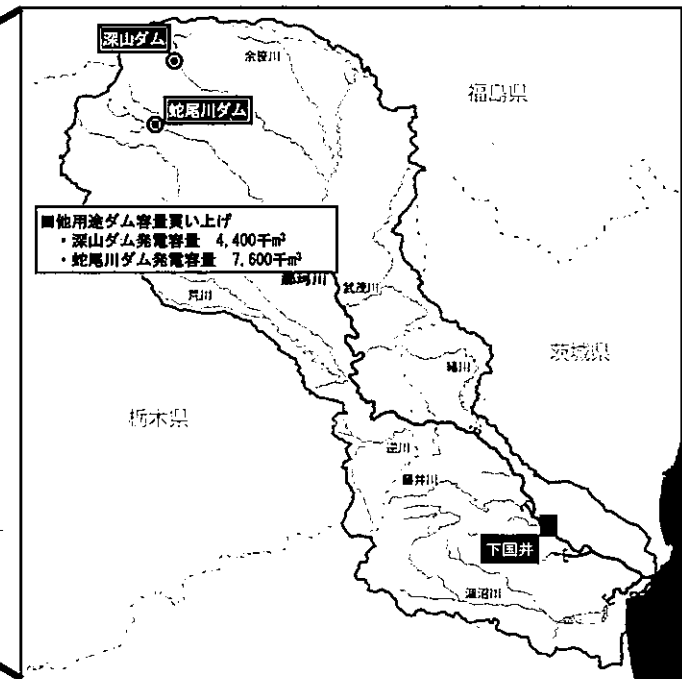 深山ダム
余笹川
福島県
蛇尾川ダム
■他用途ダム容量買い上げ
・深山ダム発電容量 4,400千m³
・蛇尾川ダム発電容量 7,600千m³
那珂川
武茂川
荒川
茨城県
緒川
栃木県
逆川
藤井川
下国井
涸沼川